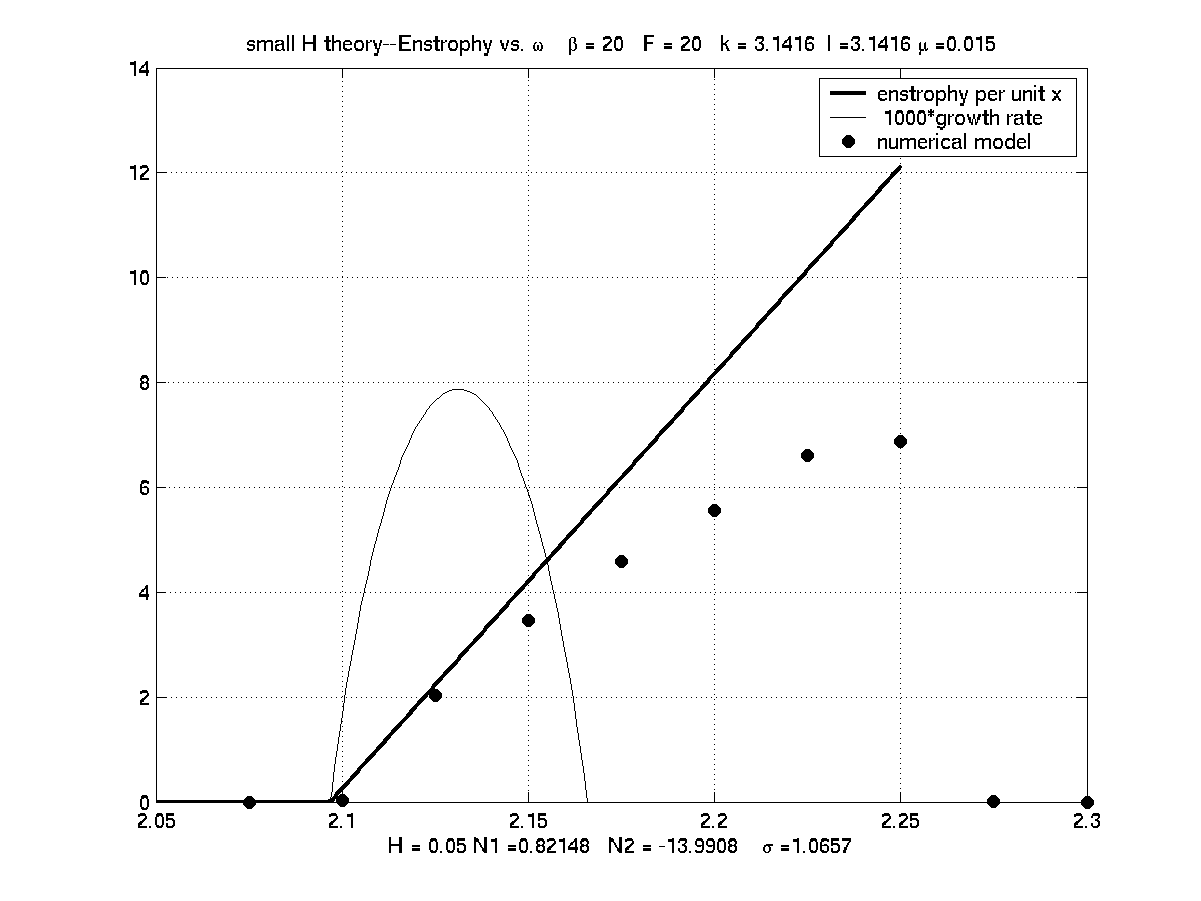 small H theory--Enstrophy vs. ω β = 20 F = 20 k = 3.1416 l =3.1416 μ =0.015
14
enstrophy per unit x
1000*growth rate
numerical model
12
10
8
6
4
2
0
2.05 2.1 2.15 2.2 2.25 2.3
H = 0.05 N1 =0.82148 N2 = -13.9908 σ =1.0657